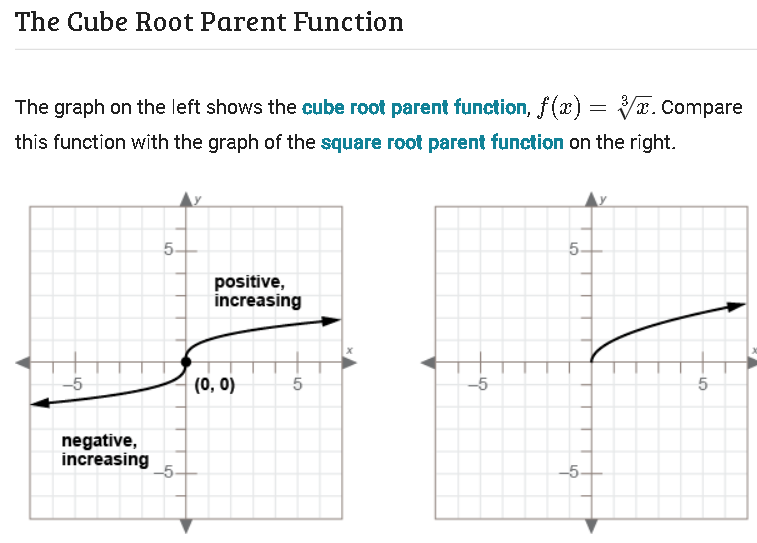 The Cube Root Parent Function
The graph on the left shows the cube root parent function, f(x) = ∛x. Compare
this function with the graph of the square root parent function on the right.
y
5
positive,
increasing
x
-5
(0, 0)
5
negative,
increasing
-5
y
5
x
-5
5
-5